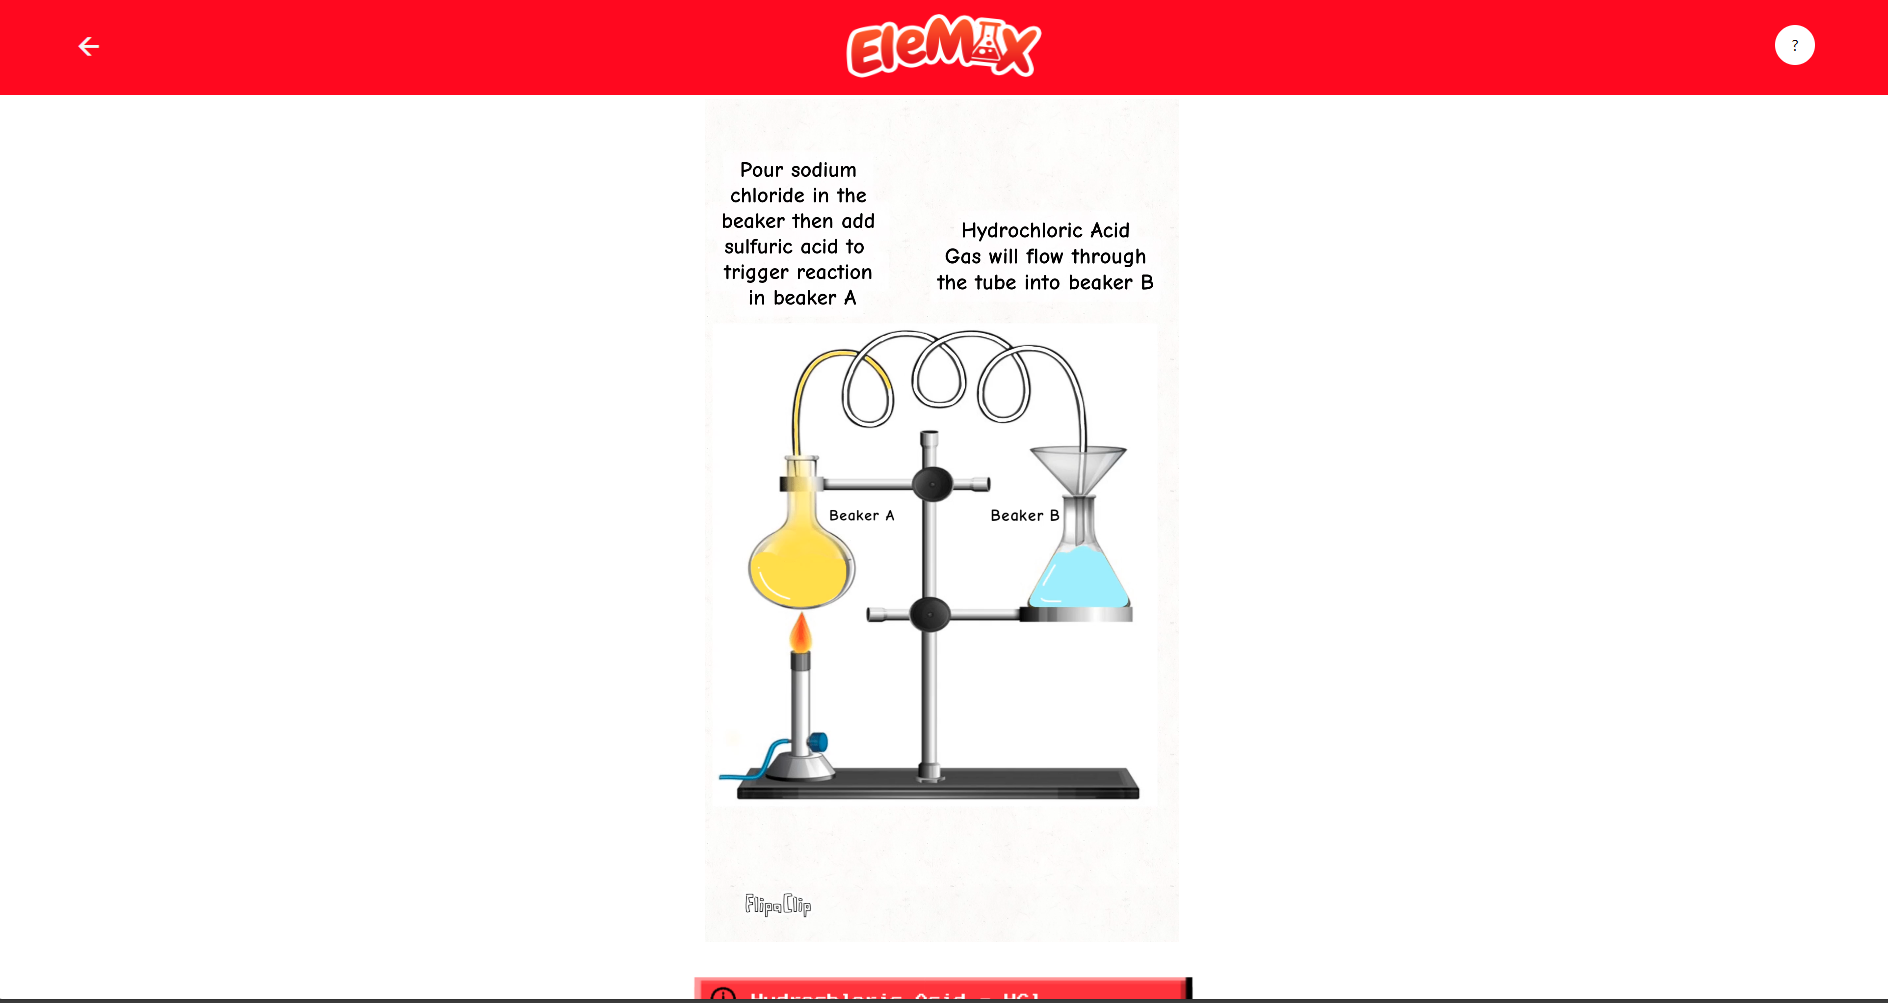 EleMAX
?
Pour sodium
chloride in the
beaker then add
sulfuric acid to
trigger reaction
in beaker A
Hydrochloric Acid
Gas will flow through
the tube into beaker B
Beaker A
Beaker B
FlipaClip
Hydrochloric Acid - HCl